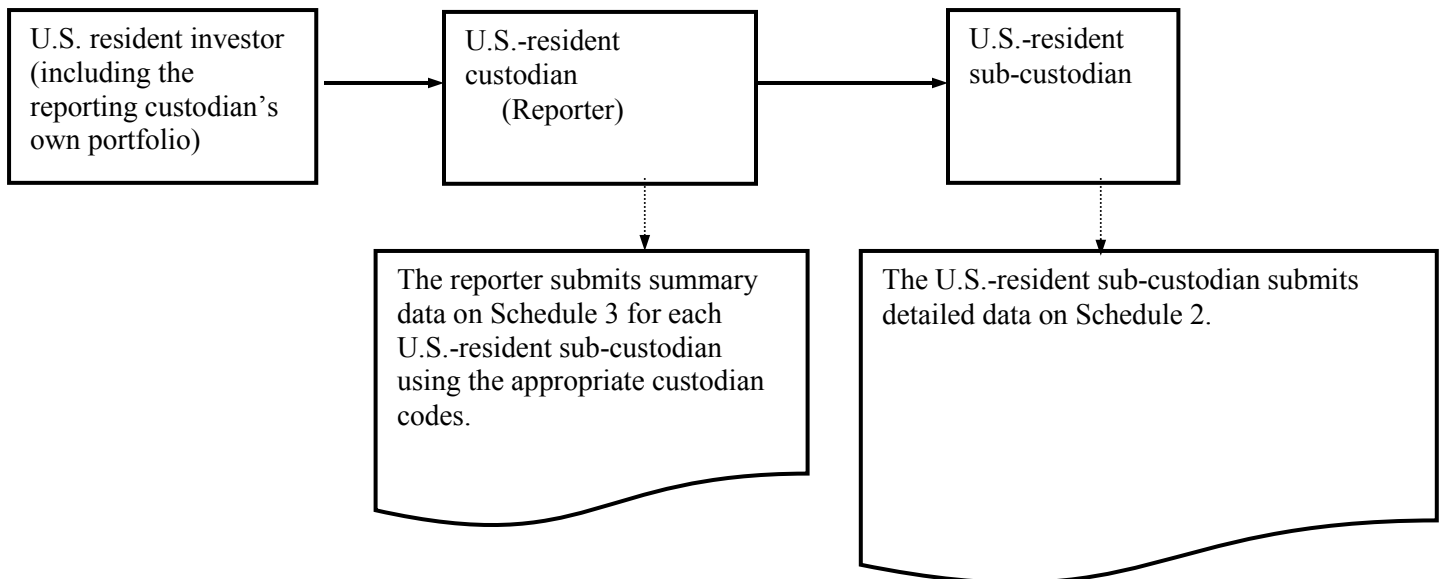 U.S. resident investor
(including the
reporting custodian's
own portfolio)
U.S.-resident
custodian
(Reporter)
U.S.-resident
sub-custodian
The reporter submits summary
data on Schedule 3 for each
U.S.-resident sub-custodian
using the appropriate custodian
codes.
The U.S.-resident sub-custodian submits
detailed data on Schedule 2.